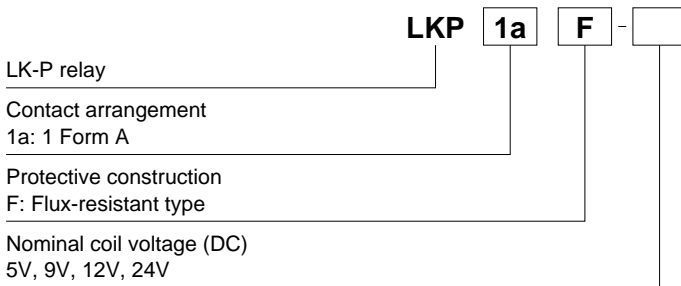 LKP 1a F -
LK-P relay
Contact arrangement
1a: 1 Form A
Protective construction
F: Flux-resistant type
Nominal coil voltage (DC)
5V, 9V, 12V, 24V